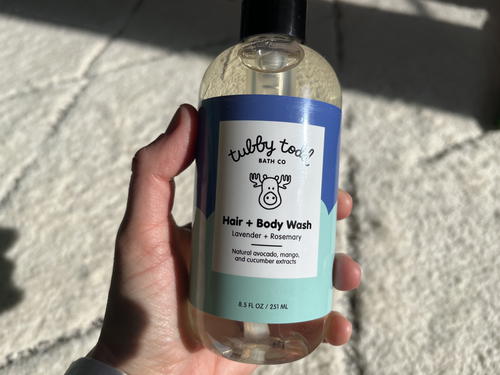 tubby todd
BATH CO
Hair + Body Wash
Lavender + Rosemary
Natural avocado, mango,
and cucumber extracts
8.5 FL OZ / 251 ML